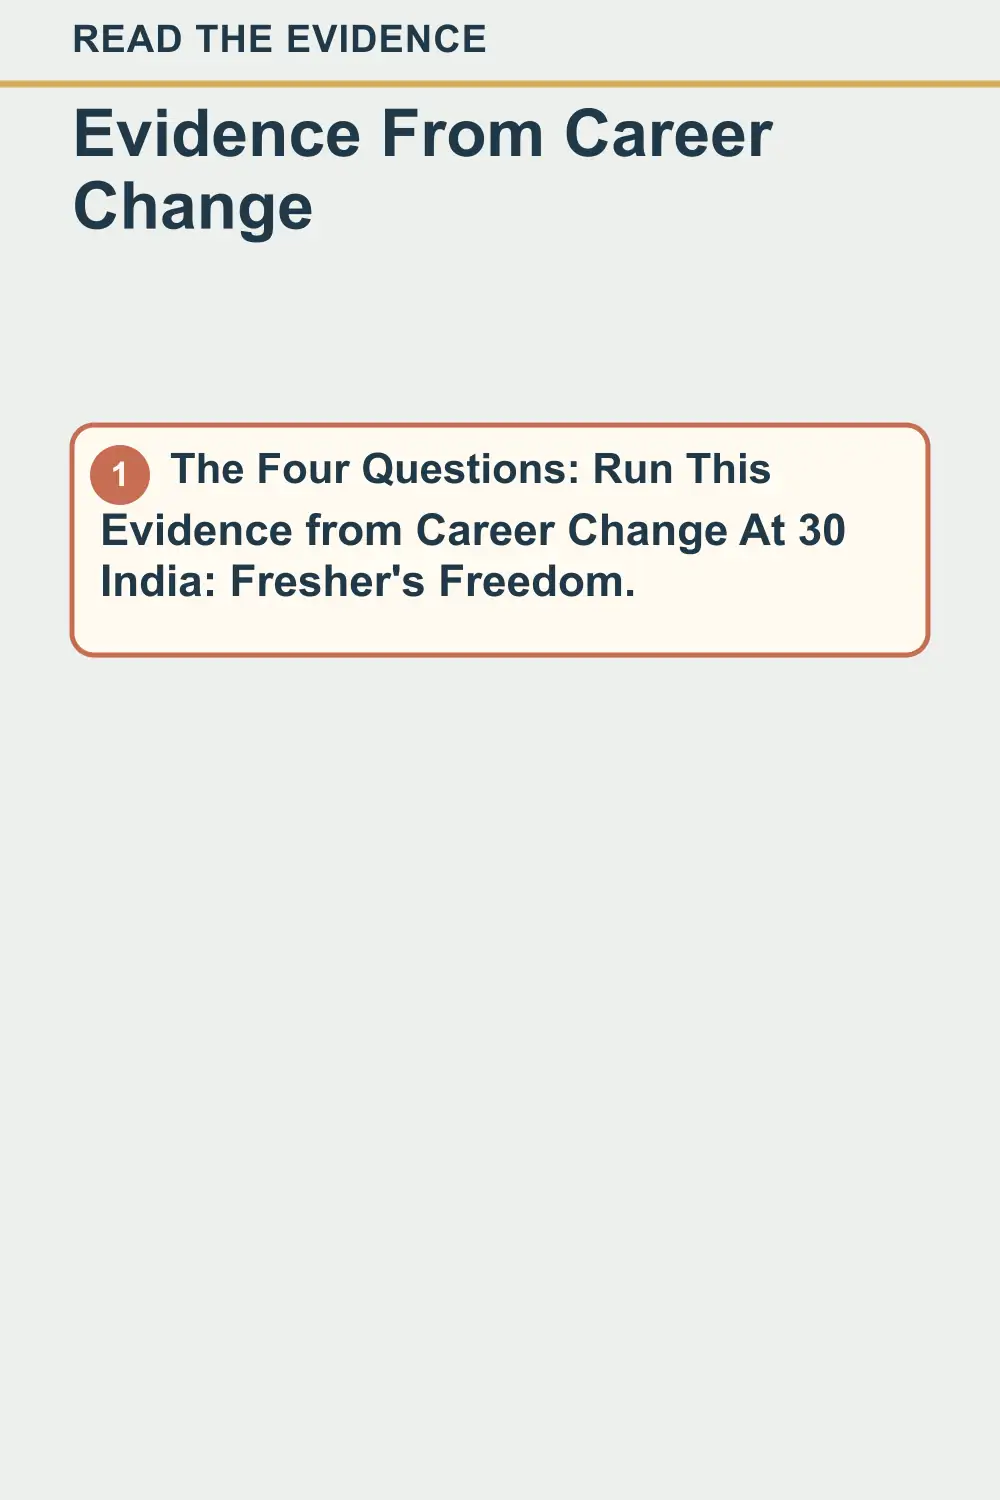 READ THE EVIDENCE
Evidence From Career
Change
1 The Four Questions: Run This
Evidence from Career Change At 30
India: Fresher's Freedom.